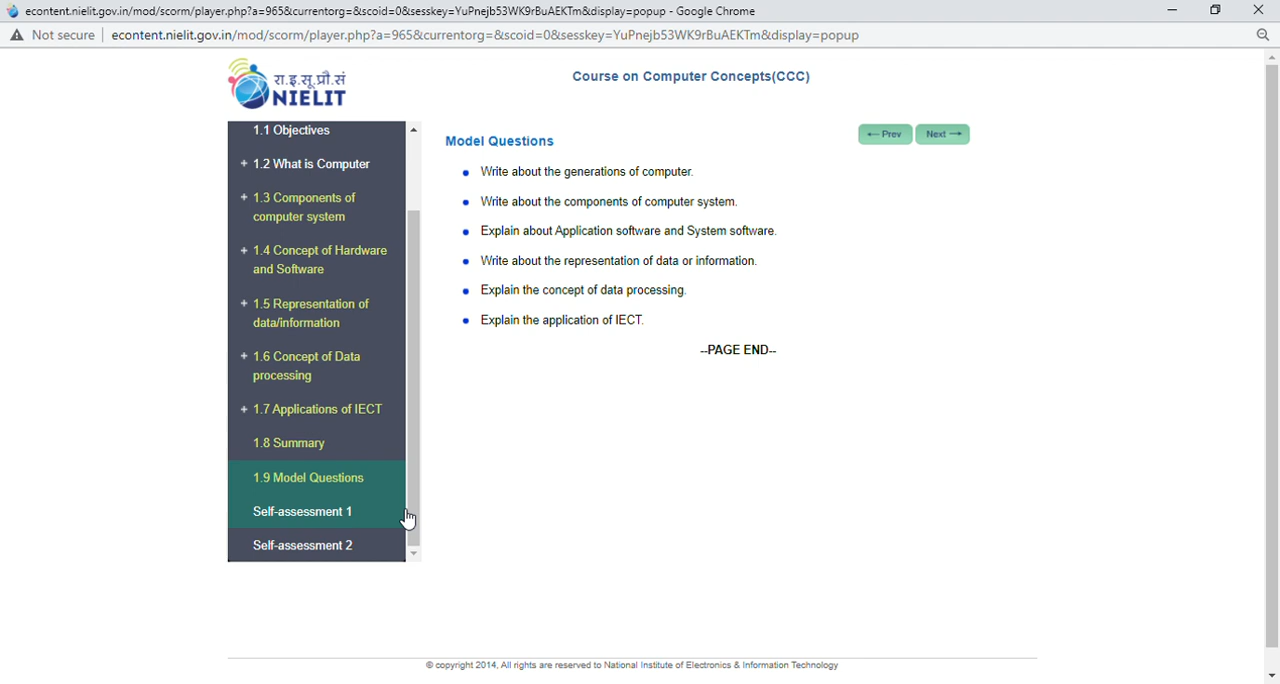 econtent.nielit.gov.in/mod/scorm/player.php?a=965&currentorg=&scoid=0&sesskey=YuPnejb53WK9rBuAEKTm&display=popup - Google Chrome
Not secure | econtent.nielit.gov.in/mod/scorm/player.php?a=965&currentorg=&scoid=0&sesskey=YuPnejb53WK9rBuAEKTm&display=popup
रा.इ.सू.प्रौ.सं
NIELIT
Course on Computer Concepts(CCC)
1.1 Objectives
+ 1.2 What is Computer
+ 1.3 Components of
computer system
+ 1.4 Concept of Hardware
and Software
+ 1.5 Representation of
data/information
+ 1.6 Concept of Data
processing
+ 1.7 Applications of IECT
1.8 Summary
1.9 Model Questions
Self-assessment 1
Self-assessment 2
Model Questions
← Prev
Next →
• Write about the generations of computer.
• Write about the components of computer system.
• Explain about Application software and System software.
• Write about the representation of data or information.
• Explain the concept of data processing.
• Explain the application of IECT.
--PAGE END--
© copyright 2014, All rights are reserved to National Institute of Electronics & Information Technology